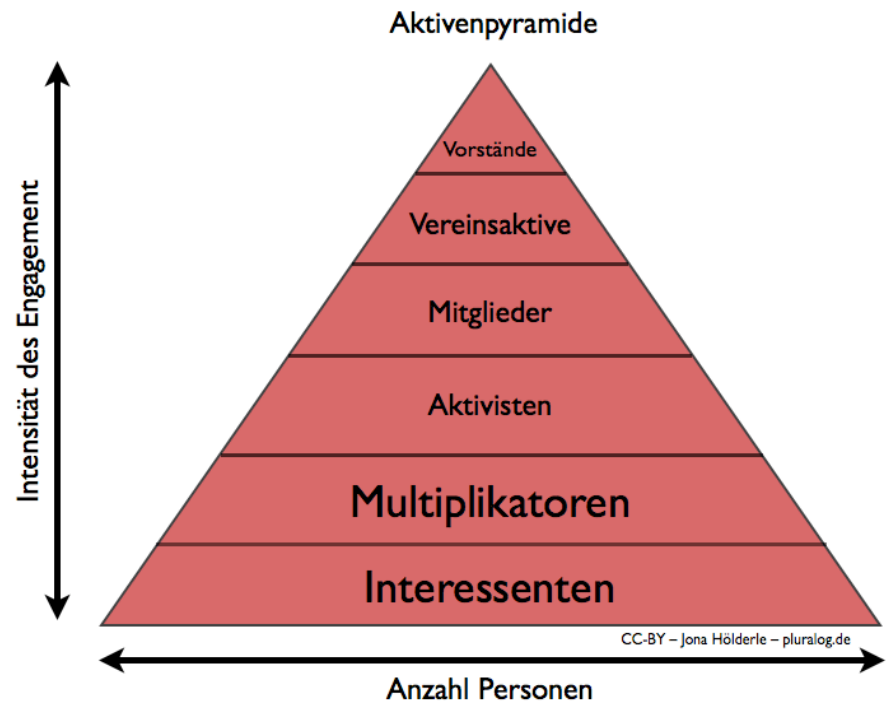 Aktivenpyramide
Intensität des Engagement
Vorstände
Vereinsaktive
Mitglieder
Aktivisten
Multiplikatoren
Interessenten
CC-BY – Jona Hölderle – pluralog.de
Anzahl Personen